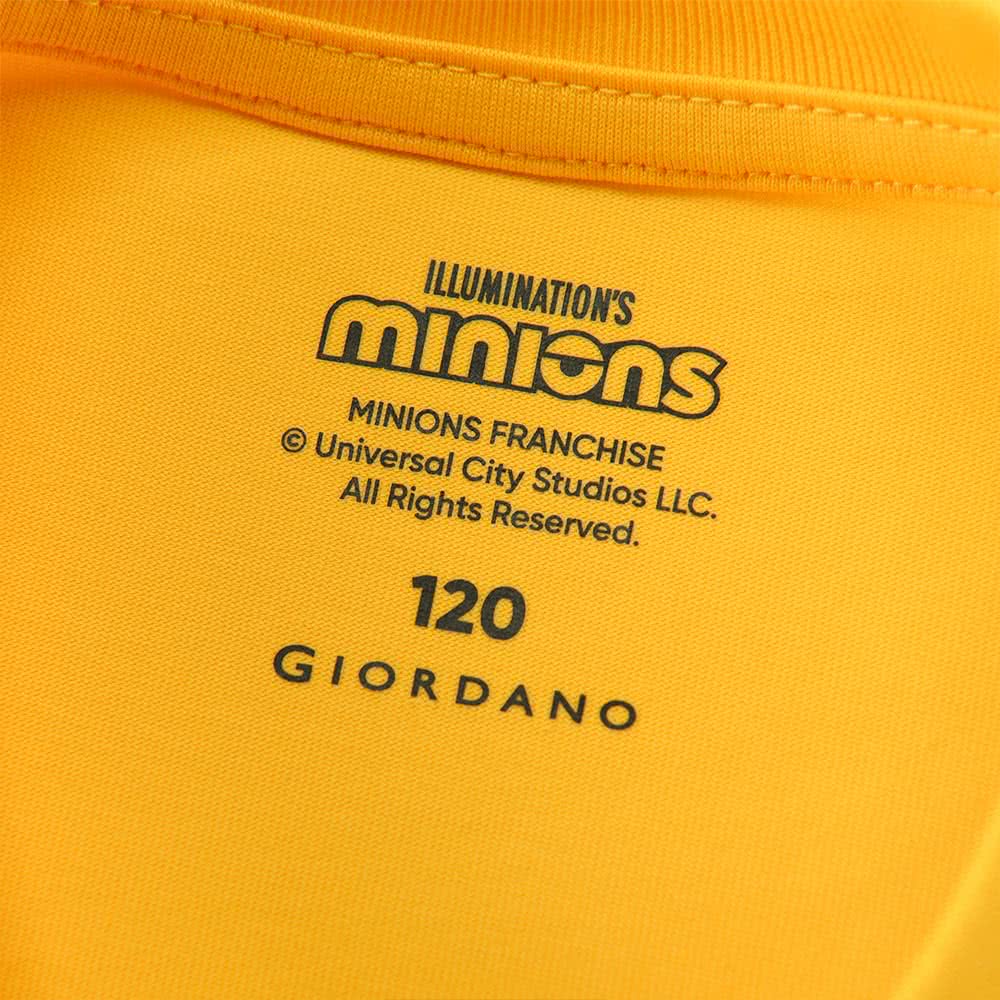 ILLUMINATION'S
minions
MINIONS FRANCHISE
© Universal City Studios LLC.
All Rights Reserved.
120
GIORDANO